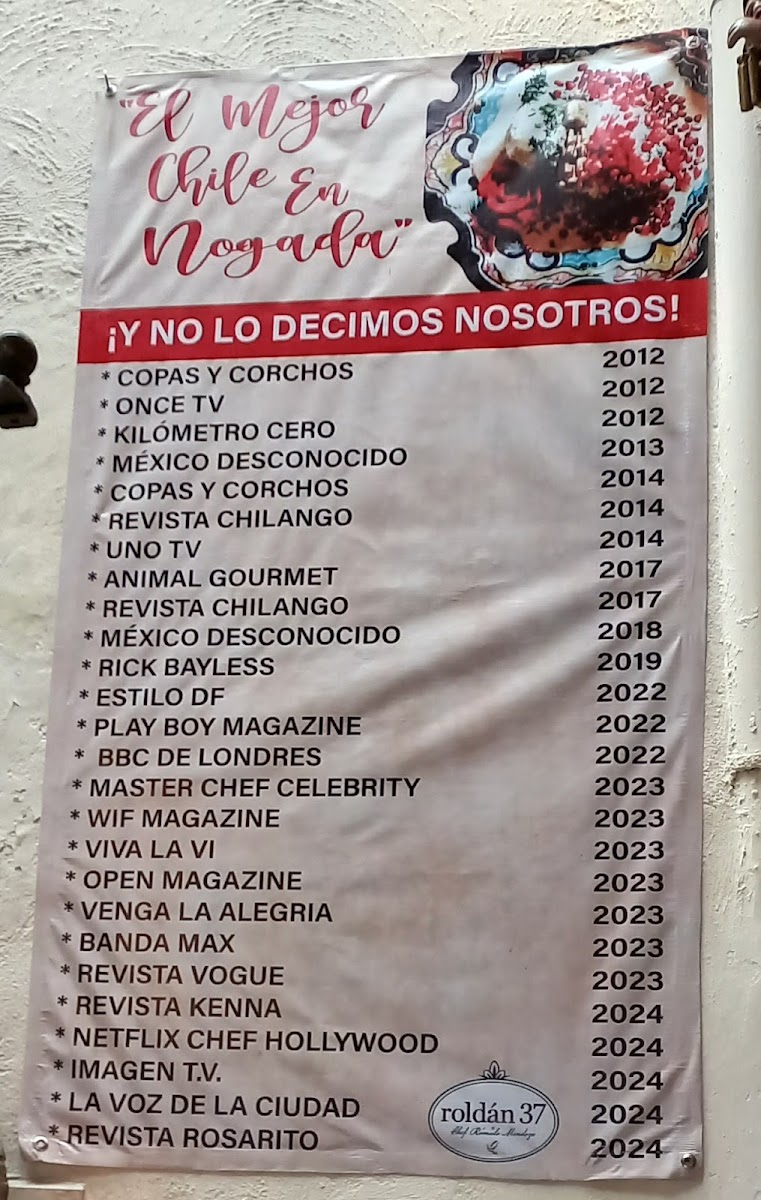 "El Mejor
Chile En
Nogada"
¡Y NO LO DECIMOS NOSOTROS!
* COPAS Y CORCHOS 2012
* ONCE TV 2012
* KILÓMETRO CERO 2012
* MÉXICO DESCONOCIDO 2013
* COPAS Y CORCHOS 2014
* REVISTA CHILANGO 2014
* UNO TV 2014
* ANIMAL GOURMET 2017
* REVISTA CHILANGO 2017
* MÉXICO DESCONOCIDO 2018
* RICK BAYLESS 2019
* ESTILO DF 2022
* PLAY BOY MAGAZINE 2022
* BBC DE LONDRES 2022
* MASTER CHEF CELEBRITY 2023
* WIF MAGAZINE 2023
* VIVA LA VI 2023
* OPEN MAGAZINE 2023
* VENGA LA ALEGRIA 2023
* BANDA MAX 2023
* REVISTA VOGUE 2023
* REVISTA KENNA 2024
* NETFLIX CHEF HOLLYWOOD 2024
* IMAGEN T.V. 2024
* LA VOZ DE LA CIUDAD 2024
* REVISTA ROSARITO 2024
roldán 37
Chef Rómulo Mendoza